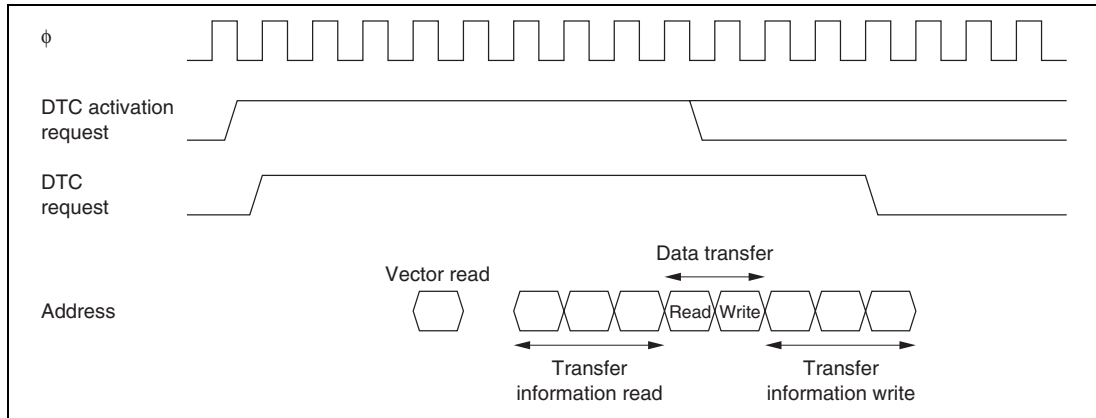 ϕ
DTC activation
request
DTC
request
Data transfer
Vector read
Address
Read Write
Transfer
information read
Transfer
information write